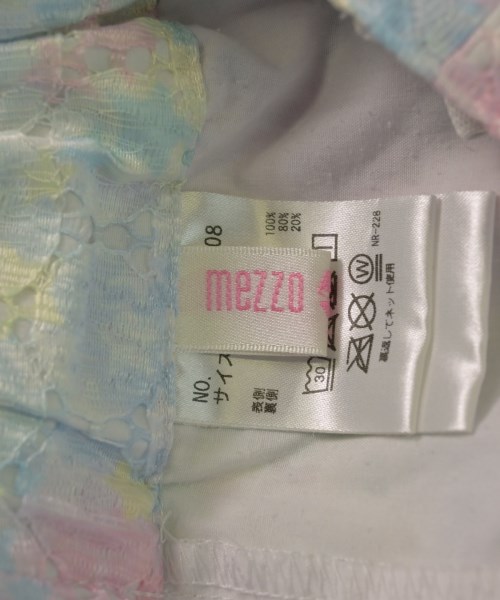 mezzo
NO.
08
サイズ
表側
100%
裏側
80%
20%
30
W
NR-228
裏返してネット使用